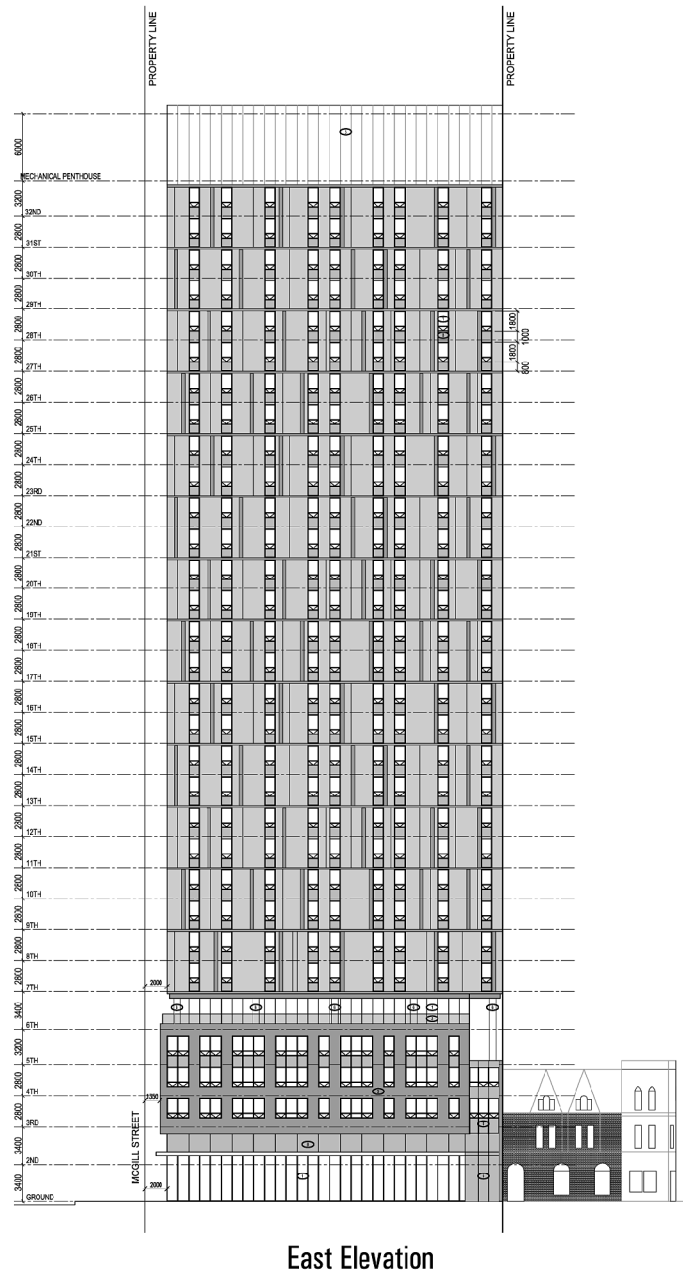 PROPERTY LINE
PROPERTY LINE
6000
MECHANICAL PENTHOUSE
3200
32ND
2800
31ST
2800
30TH
2800
29TH
2800
1800
28TH
1000
2800
1800
27TH
800
2800
26TH
2800
25TH
2800
24TH
2800
23RD
2800
22ND
2800
21ST
2800
20TH
2800
19TH
2800
18TH
2800
17TH
2800
16TH
2800
15TH
2800
14TH
2800
13TH
2800
12TH
2800
11TH
2800
10TH
2800
9TH
2800
8TH
2800
2000
7TH
3400
6TH
3200
5TH
2800
4TH
1350
2800
3RD
MCGILL STREET
3400
2ND
3400
2000
GROUND
East Elevation